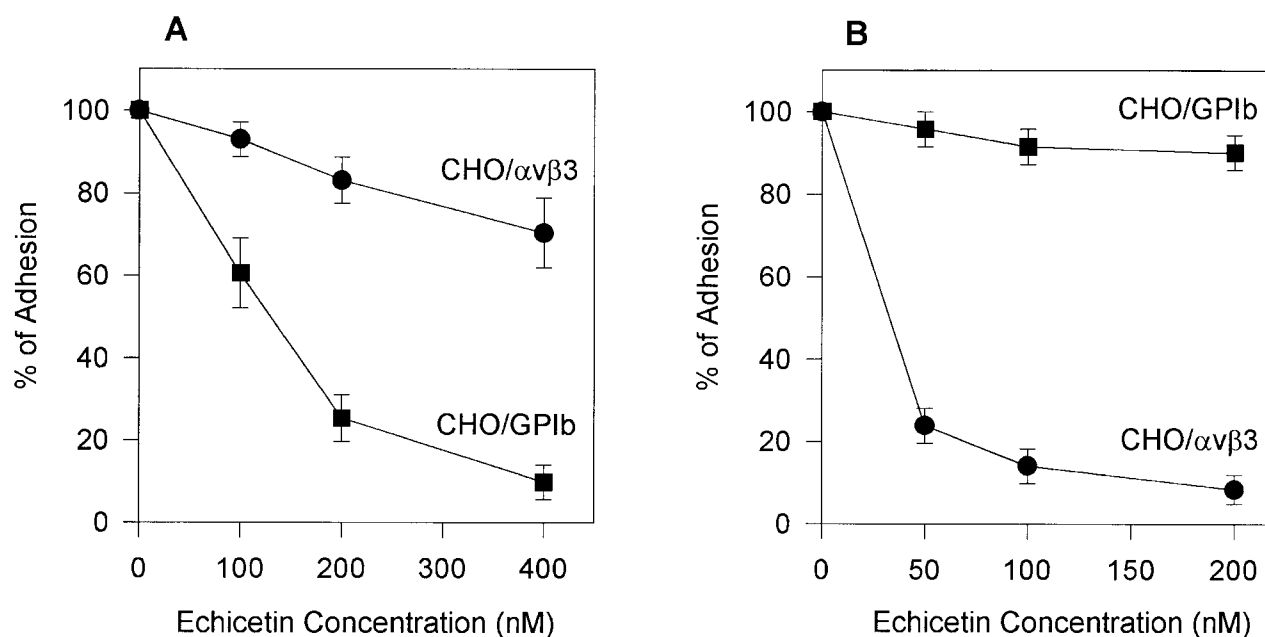 A
% of Adhesion
100
80
60
40
20
0
CHO/αvβ3
CHO/GPIb
0 100 200 300 400
Echicetin Concentration (nM)
B
% of Adhesion
100
80
60
40
20
0
CHO/GPIb
CHO/αvβ3
0 50 100 150 200
Echicetin Concentration (nM)